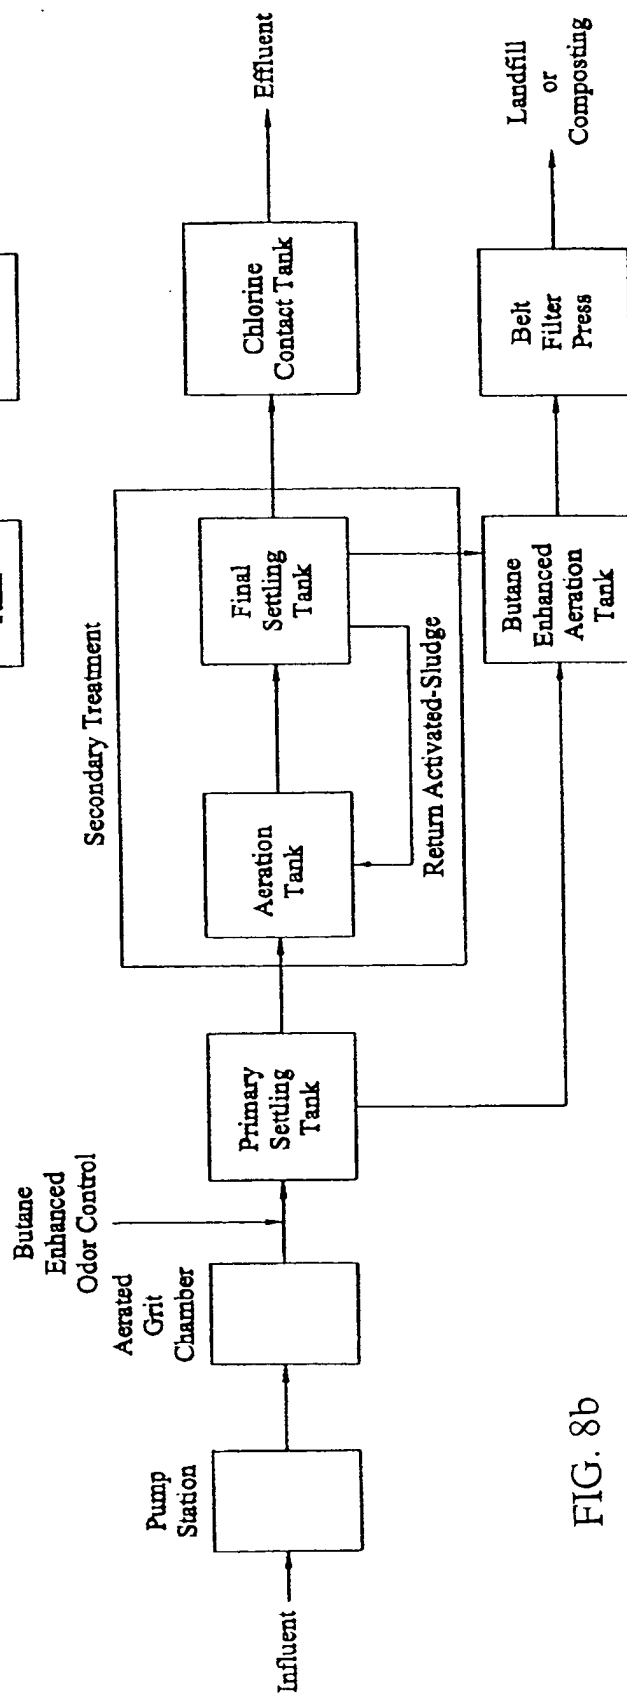 Influent
Pump
Station
Aerated
Grit
Chamber
Butane
Enhanced
Odor Control
Primary
Settling
Tank
Secondary Treatment
Aeration
Tank
Final
Settling
Tank
Return Activated-Sludge
Chlorine
Contact Tank
Effluent
Butane
Enhanced
Aeration
Tank
Belt
Filter
Press
Landfill
or
Composting
FIG. 8b